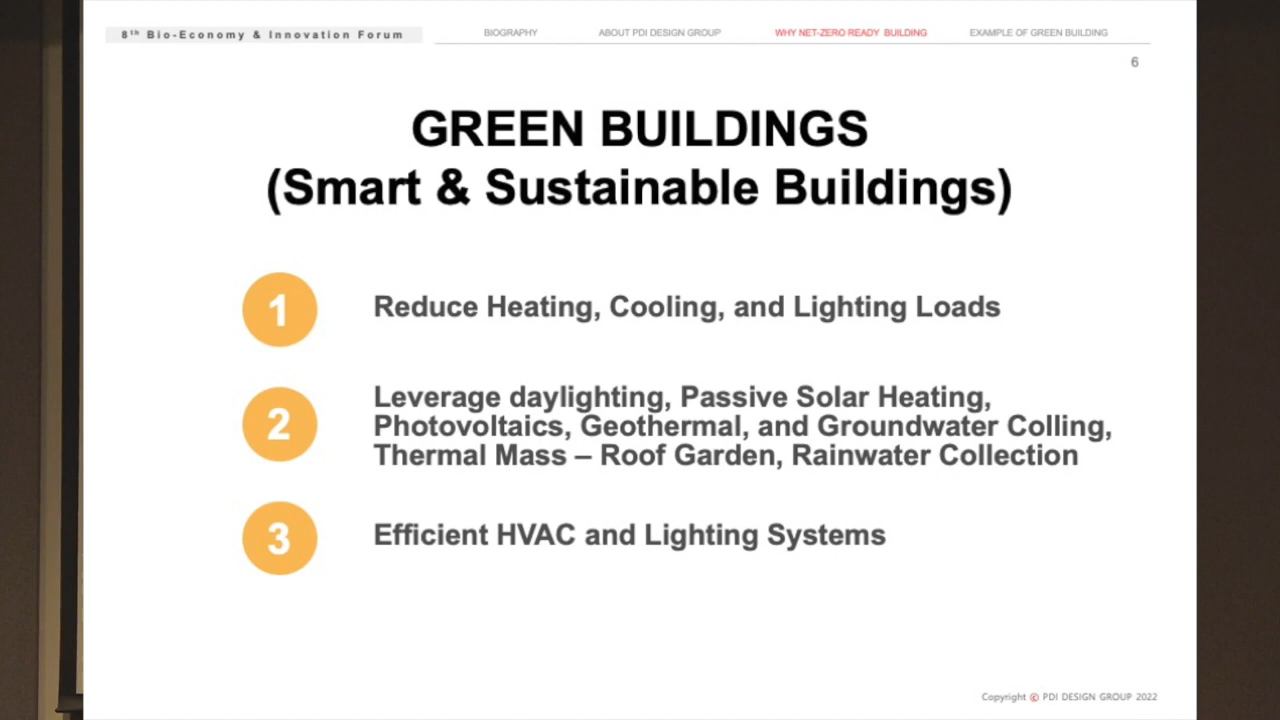 8th Bio-Economy & Innovation Forum
BIOGRAPHY
ABOUT PDI DESIGN GROUP
WHY NET-ZERO READY BUILDING
EXAMPLE OF GREEN BUILDING
6
GREEN BUILDINGS
(Smart & Sustainable Buildings)
1
Reduce Heating, Cooling, and Lighting Loads
2
Leverage daylighting, Passive Solar Heating,
Photovoltaics, Geothermal, and Groundwater Colling,
Thermal Mass – Roof Garden, Rainwater Collection
3
Efficient HVAC and Lighting Systems
Copyright © PDI DESIGN GROUP 2022